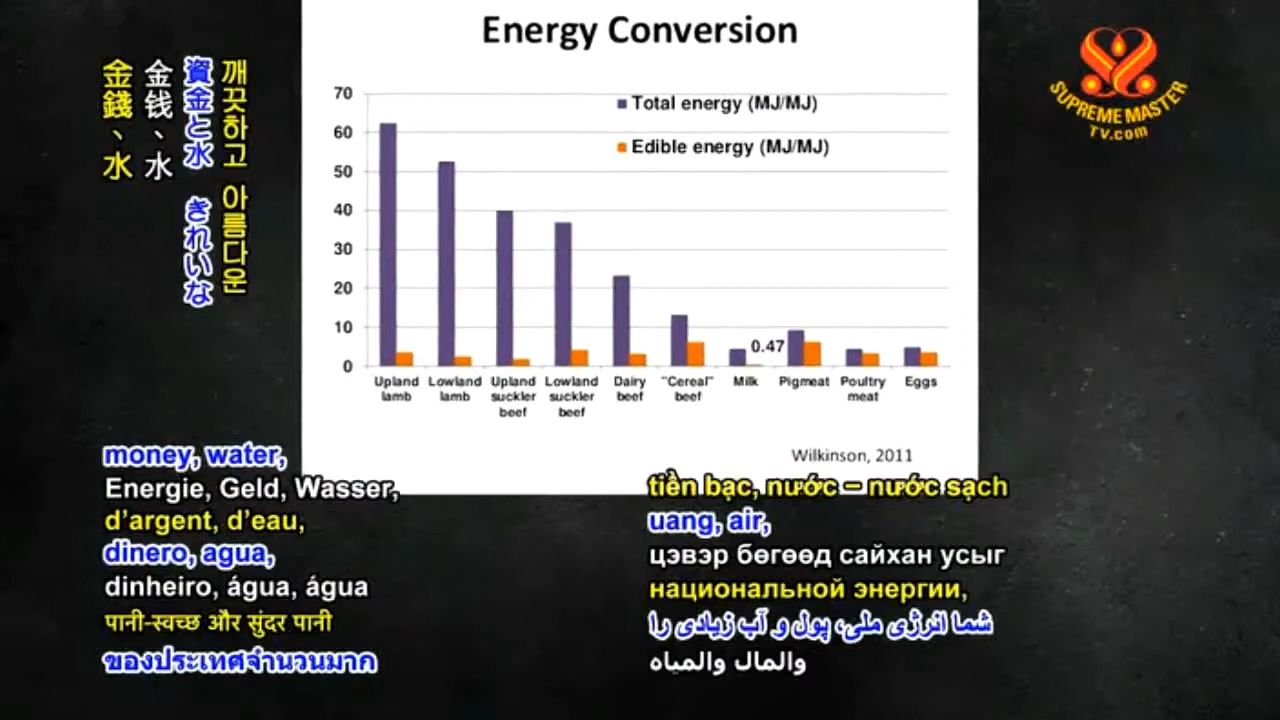 Energy Conversion
Total energy (MJ/MJ)
Edible energy (MJ/MJ)
70
60
50
40
30
20
10
0
0.47
Upland lamb
Lowland lamb
Upland suckler beef
Lowland suckler beef
Dairy beef
"Cereal" beef
Milk
Pigmeat
Poultry meat
Eggs
Wilkinson, 2011
SUPREME MASTER
TV.com
깨끗하고 아름다운
資金と水 きれいな
金钱、水
金錢、水
money, water,
Energie, Geld, Wasser,
d'argent, d'eau,
dinero, agua,
dinheiro, água, água
पानी-स्वच्छ और सुंदर पानी
ของประเทศจำนวนมาก
tiền bạc, nước – nước sạch
uang, air,
цэвэр бөгөөд сайхан усыг
национальной энергии,
شما انرژی ملی، پول و آب زیادی را
والمال والمياه